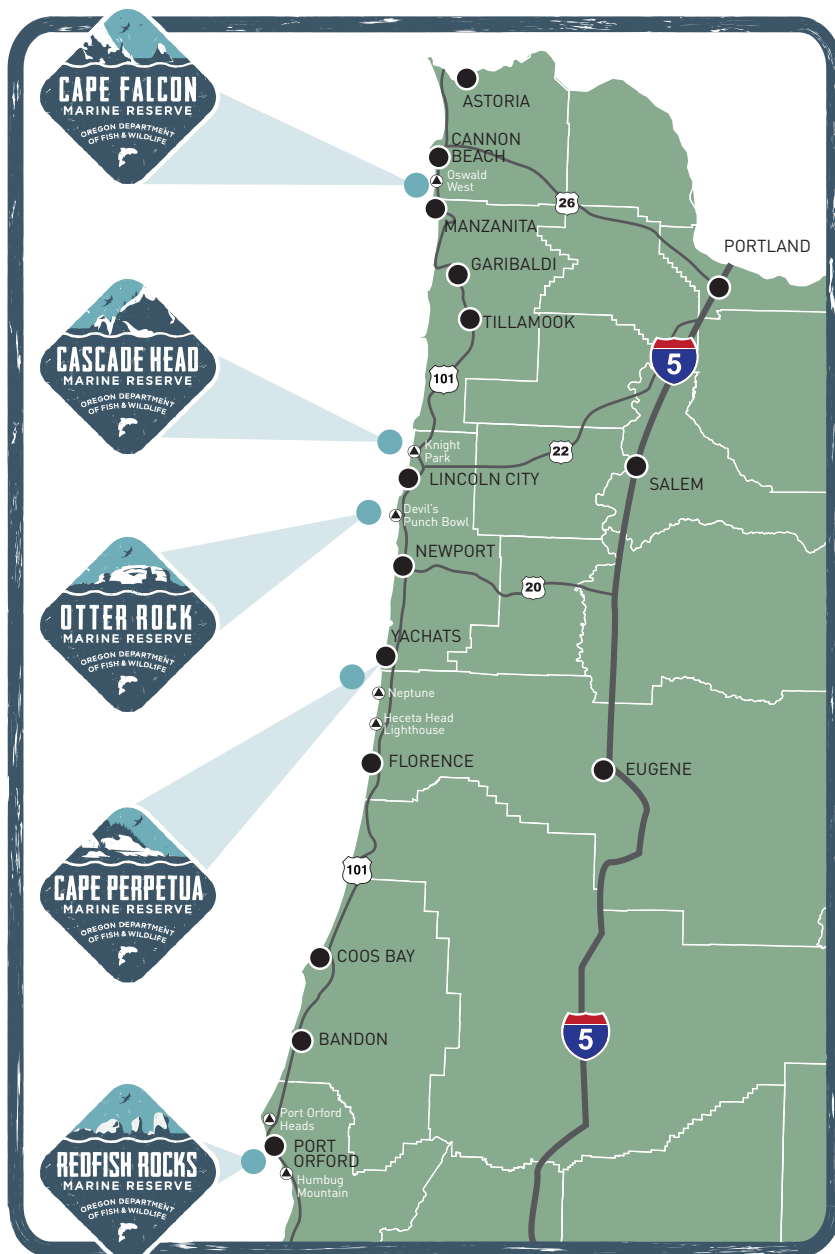 CAPE FALCON
MARINE RESERVE
OREGON DEPARTMENT
OF FISH & WILDLIFE
CASCADE HEAD
MARINE RESERVE
OREGON DEPARTMENT
OF FISH & WILDLIFE
OTTER ROCK
MARINE RESERVE
OREGON DEPARTMENT
OF FISH & WILDLIFE
CAPE PERPETUA
MARINE RESERVE
OREGON DEPARTMENT
OF FISH & WILDLIFE
REDFISH ROCKS
MARINE RESERVE
OREGON DEPARTMENT
OF FISH & WILDLIFE
ASTORIA
CANNON
BEACH
Oswald
West
26
MANZANITA
PORTLAND
GARIBALDI
TILLAMOOK
5
101
Knight
Park
22
LINCOLN CITY
SALEM
Devil's
Punch Bowl
NEWPORT
20
YACHATS
Neptune
Heceta Head
Lighthouse
FLORENCE
EUGENE
101
COOS BAY
5
BANDON
Port Orford
Heads
PORT
ORFORD
Humbug
Mountain